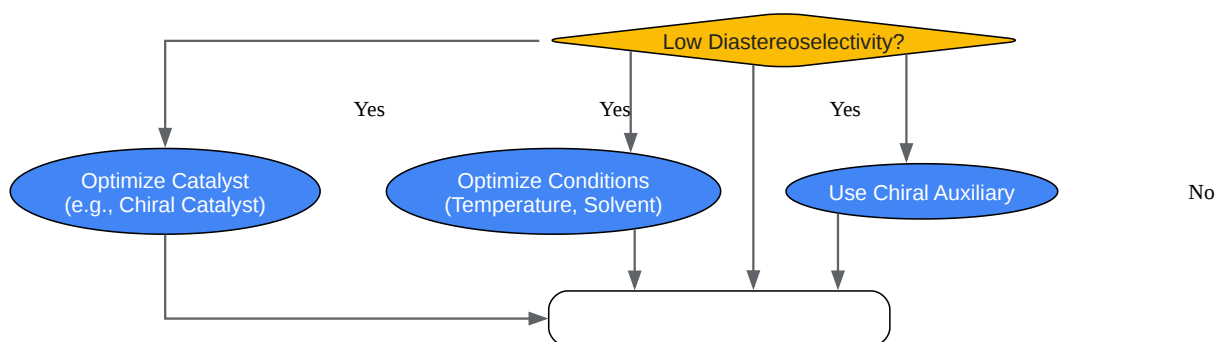 Low Diastereoselectivity?
Yes
Yes
Yes
Optimize Catalyst
(e.g., Chiral Catalyst)
Optimize Conditions
(Temperature, Solvent)
Use Chiral Auxiliary
No